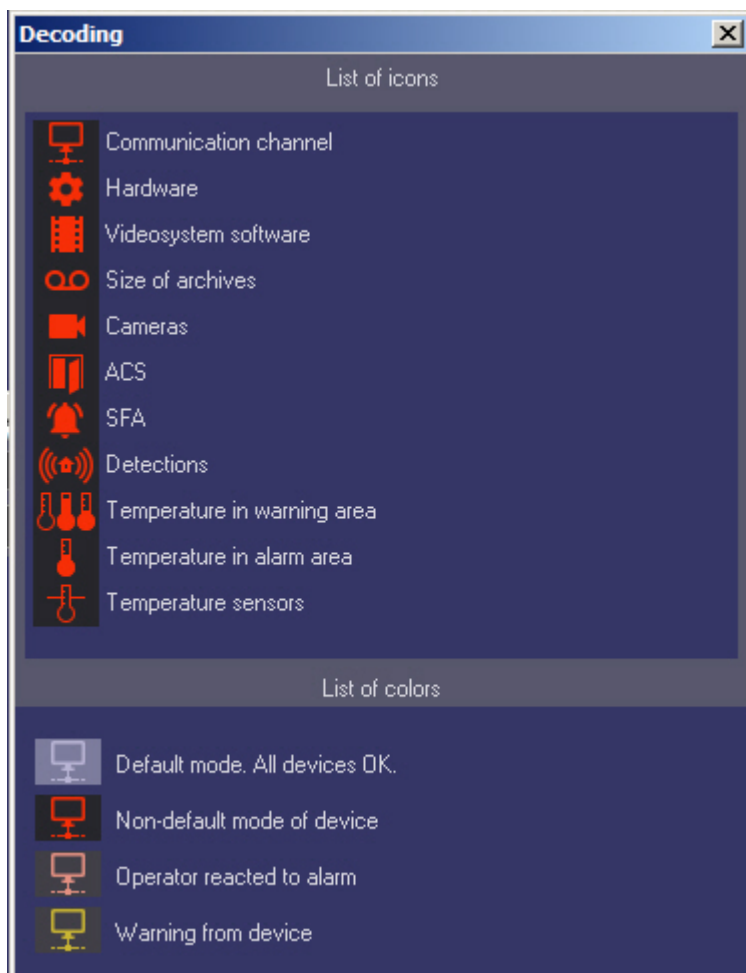 Decoding
List of icons
Communication channel
Hardware
Videosystem software
Size of archives
Cameras
ACS
SFA
Detections
Temperature in warning area
Temperature in alarm area
Temperature sensors
List of colors
Default mode. All devices OK.
Non-default mode of device
Operator reacted to alarm
Warning from device